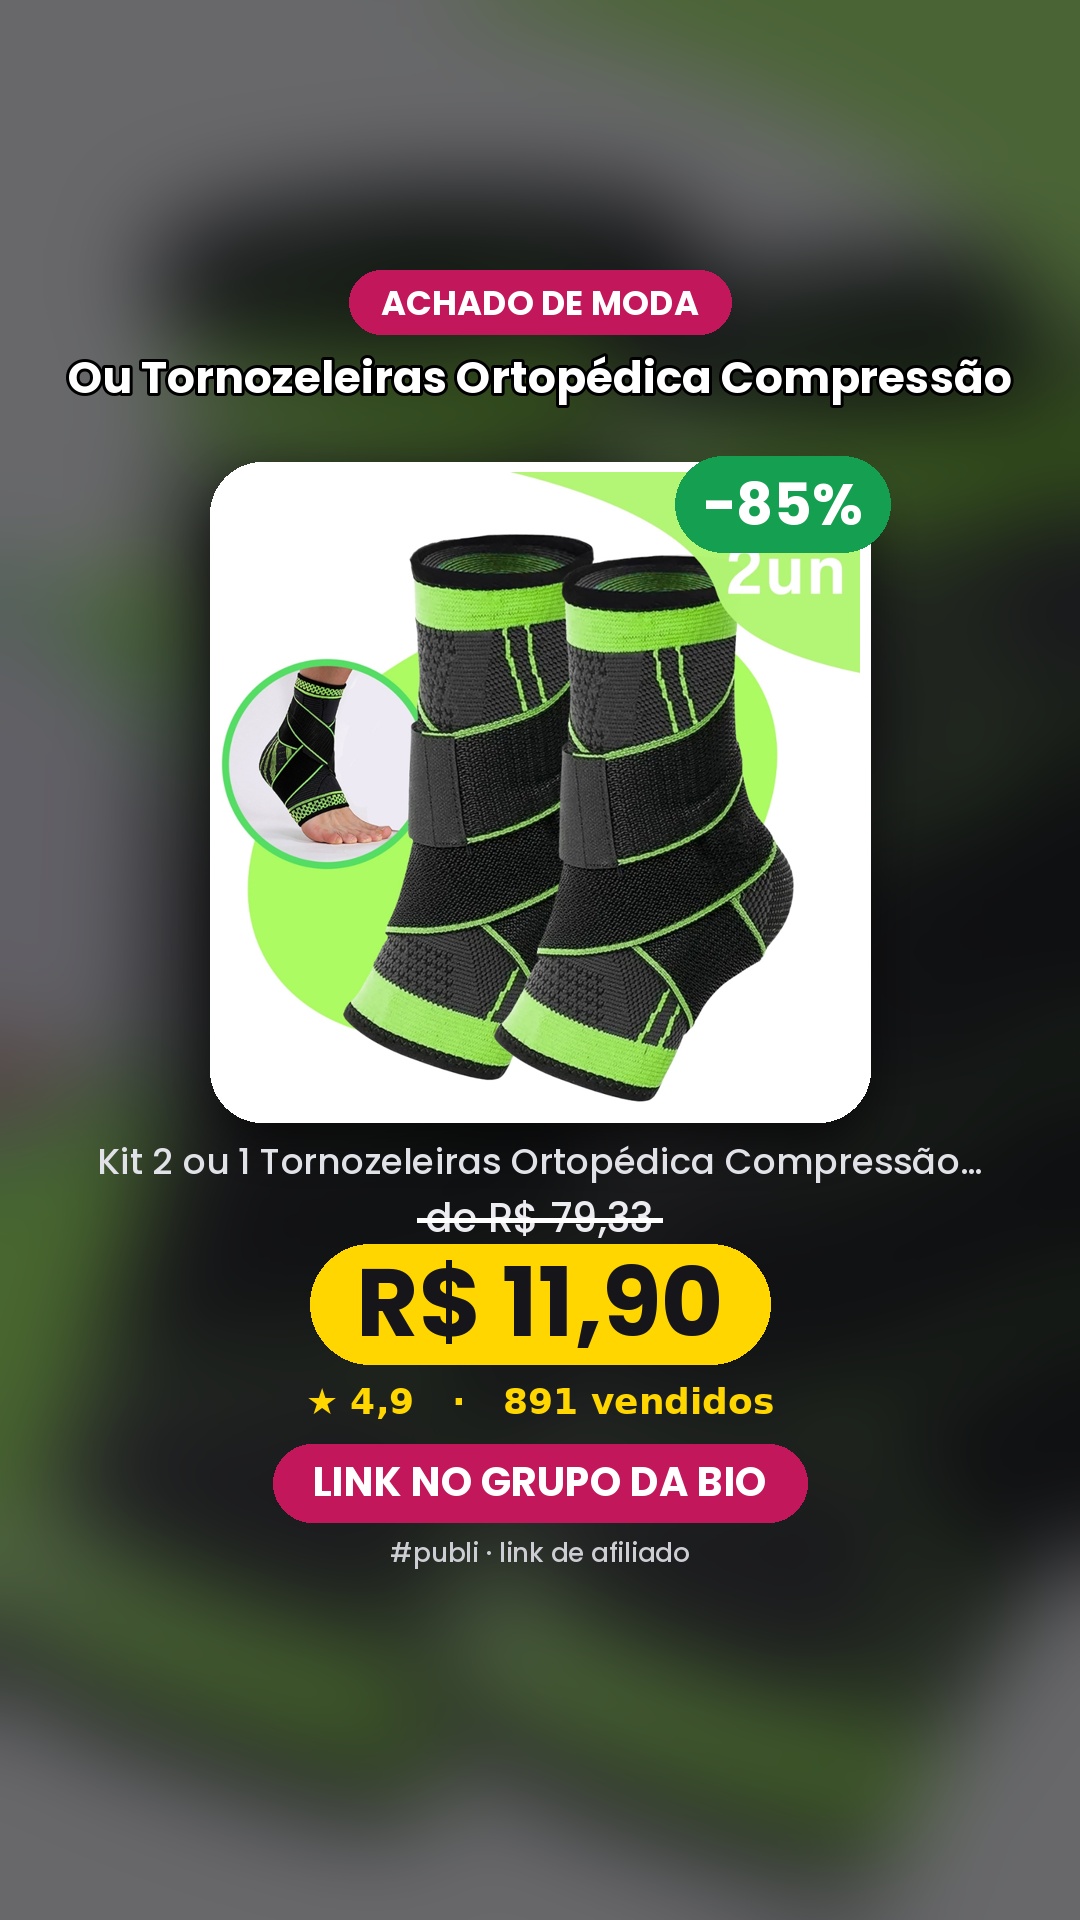 ACHADO DE MODA
Ou Tornozeleiras Ortopédica Compressão
-85%
2un
Kit 2 ou 1 Tornozeleiras Ortopédica Compressão...
de R$ 79,33
R$ 11,90
★ 4,9 · 891 vendidos
LINK NO GRUPO DA BIO
#publi · link de afiliado